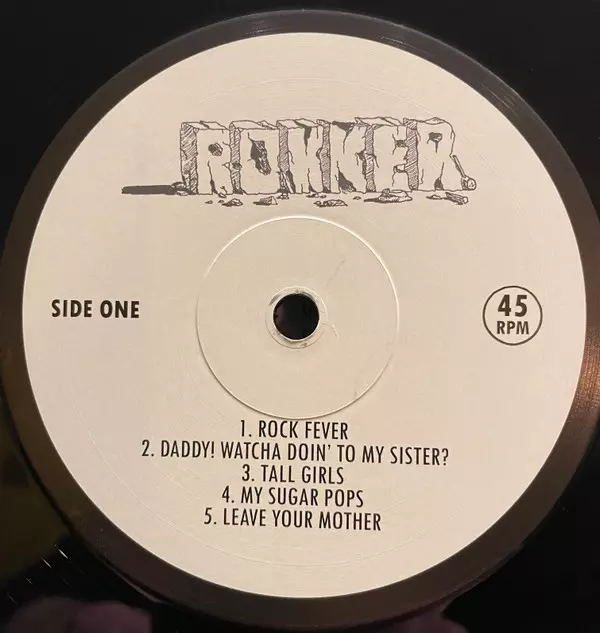 ROKKER
SIDE ONE
45
RPM
1. ROCK FEVER
2. DADDY! WATCHA DOIN' TO MY SISTER?
3. TALL GIRLS
4. MY SUGAR POPS
5. LEAVE YOUR MOTHER